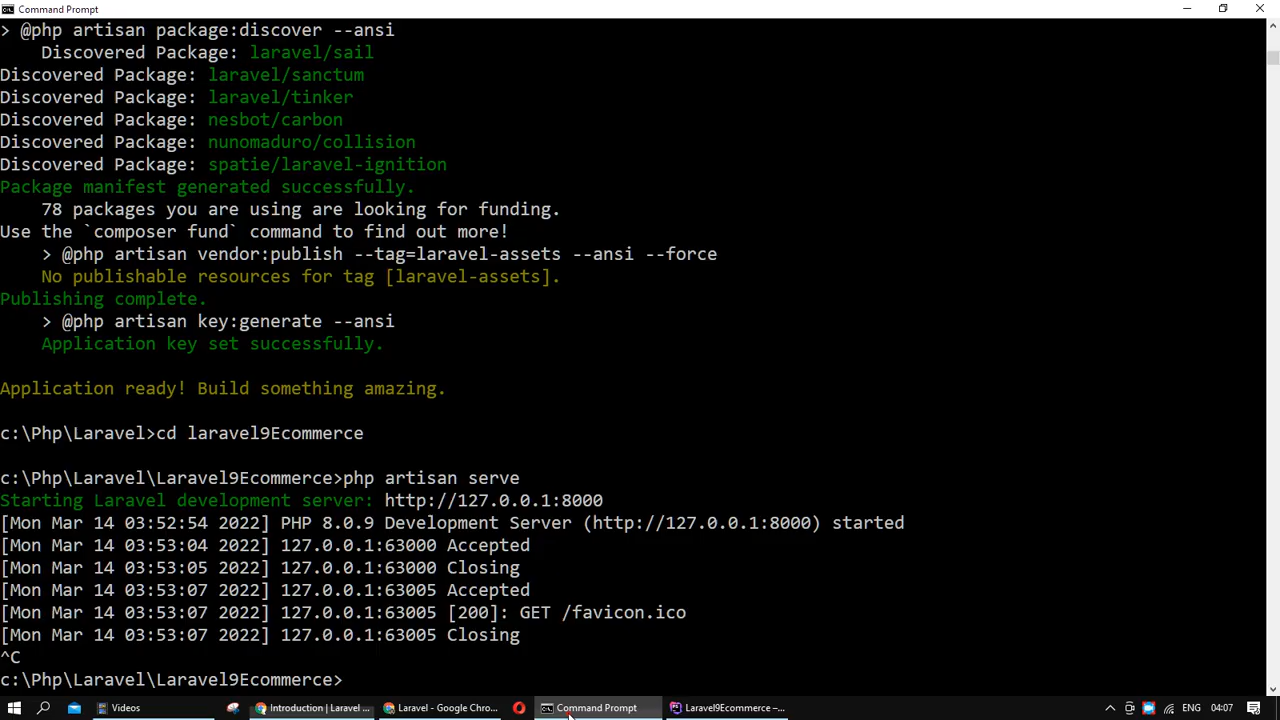 Command Prompt
> @php artisan package:discover --ansi
Discovered Package: laravel/sail
Discovered Package: laravel/sanctum
Discovered Package: laravel/tinker
Discovered Package: nesbot/carbon
Discovered Package: nunomaduro/collision
Discovered Package: spatie/laravel-ignition
Package manifest generated successfully.
78 packages you are using are looking for funding.
Use the `composer fund` command to find out more!
> @php artisan vendor:publish --tag=laravel-assets --ansi --force
No publishable resources for tag [laravel-assets].
Publishing complete.
> @php artisan key:generate --ansi
Application key set successfully.
Application ready! Build something amazing.
c:\Php\Laravel>cd laravel9Ecommerce
c:\Php\Laravel\Laravel9Ecommerce>php artisan serve
Starting Laravel development server: http://127.0.0.1:8000
[Mon Mar 14 03:52:54 2022] PHP 8.0.9 Development Server (http://127.0.0.1:8000) started
[Mon Mar 14 03:53:04 2022] 127.0.0.1:63000 Accepted
[Mon Mar 14 03:53:05 2022] 127.0.0.1:63000 Closing
[Mon Mar 14 03:53:07 2022] 127.0.0.1:63005 Accepted
[Mon Mar 14 03:53:07 2022] 127.0.0.1:63005 [200]: GET /favicon.ico
[Mon Mar 14 03:53:07 2022] 127.0.0.1:63005 Closing
^C
c:\Php\Laravel\Laravel9Ecommerce>
Videos Introduction | Laravel ... Laravel - Google Chro... Command Prompt Laravel9Ecommerce –... ENG 04:07